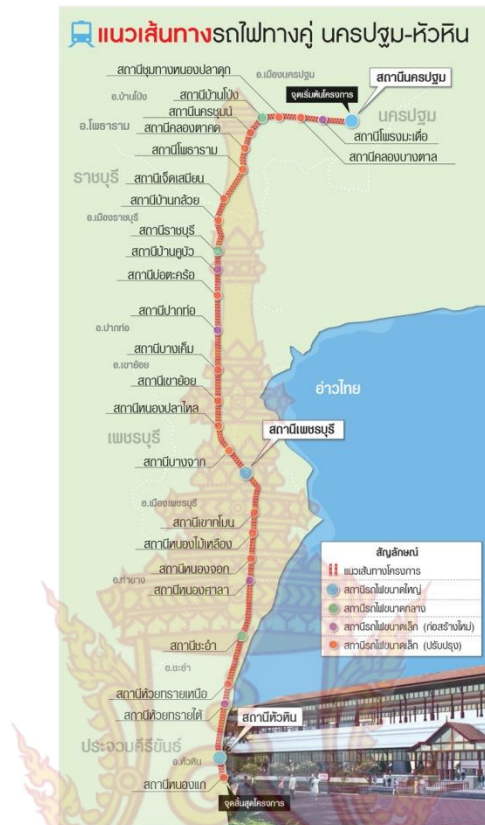 แนวเส้นทางรถไฟทางคู่ นครปฐม-หัวหิน
สถานีชุมทางหนองปลาดุก
อ.เมืองนครปฐม
สถานีนครปฐม
จุดเริ่มต้นโครงการ
อ.บ้านโป่ง
สถานีบ้านโป่ง
นครปฐม
สถานีนครชุมน์
อ.โพธาราม
สถานีคลองตาคต
สถานีโพรงมะเดื่อ
สถานีโพธาราม
สถานีคลองบางตาล
ราชบุรี
สถานีเจ็ดเสมียน
สถานีบ้านกล้วย
อ.เมืองราชบุรี
สถานีราชบุรี
สถานีบ้านคูบัว
สถานีบ่อตะคร้อ
สถานีปากท่อ
อ.ปากท่อ
สถานีบางเค็ม
อ.เขาย้อย
สถานีเขาย้อย
อ่าวไทย
สถานีหนองปลาไหล
สถานีเพชรบุรี
เพชรบุรี
สถานีบางจาก
อ.เมืองเพชรบุรี
สถานีเขาทโมน
สถานีหนองไม้เหลือง
สถานีหนองจอก
อ.ท่ายาง
สถานีหนองศาลา
สัญลักษณ์
แนวเส้นทางโครงการ
สถานีรถไฟขนาดใหญ่
สถานีรถไฟขนาดกลาง
สถานีรถไฟขนาดเล็ก (ก่อสร้างใหม่)
สถานีรถไฟขนาดเล็ก (ปรับปรุง)
สถานีชะอำ
อ.ชะอำ
สถานีห้วยทรายเหนือ
สถานีห้วยทรายใต้
สถานีหัวหิน
ประจวบคีรีขันธ์
อ.หัวหิน
สถานีหนองแก
จุดสิ้นสุดโครงการ